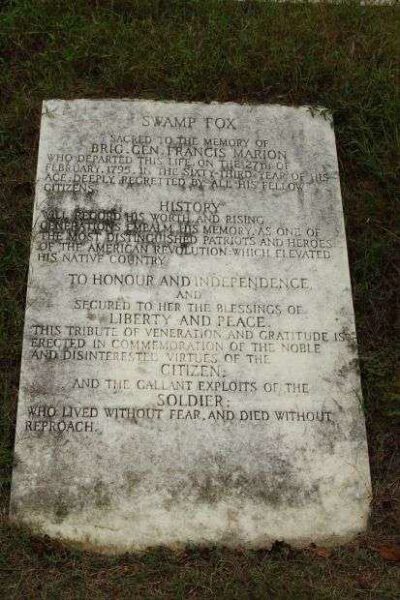 SWAMP FOX
SACRED TO THE MEMORY OF
BRIG. GEN. FRANCIS MARION
WHO DEPARTED THIS LIFE, ON THE 27TH OF
FEBRUARY, 1795, IN THE SIXTY-THIRD YEAR OF HIS
AGE, DEEPLY REGRETTED BY ALL HIS FELLOW
CITIZENS
HISTORY
WILL RECORD HIS WORTH AND RISING
GENERATIONS EMBALM HIS MEMORY, AS ONE OF
THE MOST DISTINGUISHED PATRIOTS AND HEROES
OF THE AMERICAN REVOLUTION: WHICH ELEVATED
HIS NATIVE COUNTRY
TO HONOUR AND INDEPENDENCE,
AND
SECURED TO HER THE BLESSINGS OF
LIBERTY AND PEACE.
THIS TRIBUTE OF VENERATION AND GRATITUDE IS
ERECTED IN COMMEMORATION OF THE NOBLE
AND DISINTERESTED VIRTUES OF THE
CITIZEN;
AND THE GALLANT EXPLOITS OF THE
SOLDIER;
WHO LIVED WITHOUT FEAR, AND DIED WITHOUT
REPROACH.